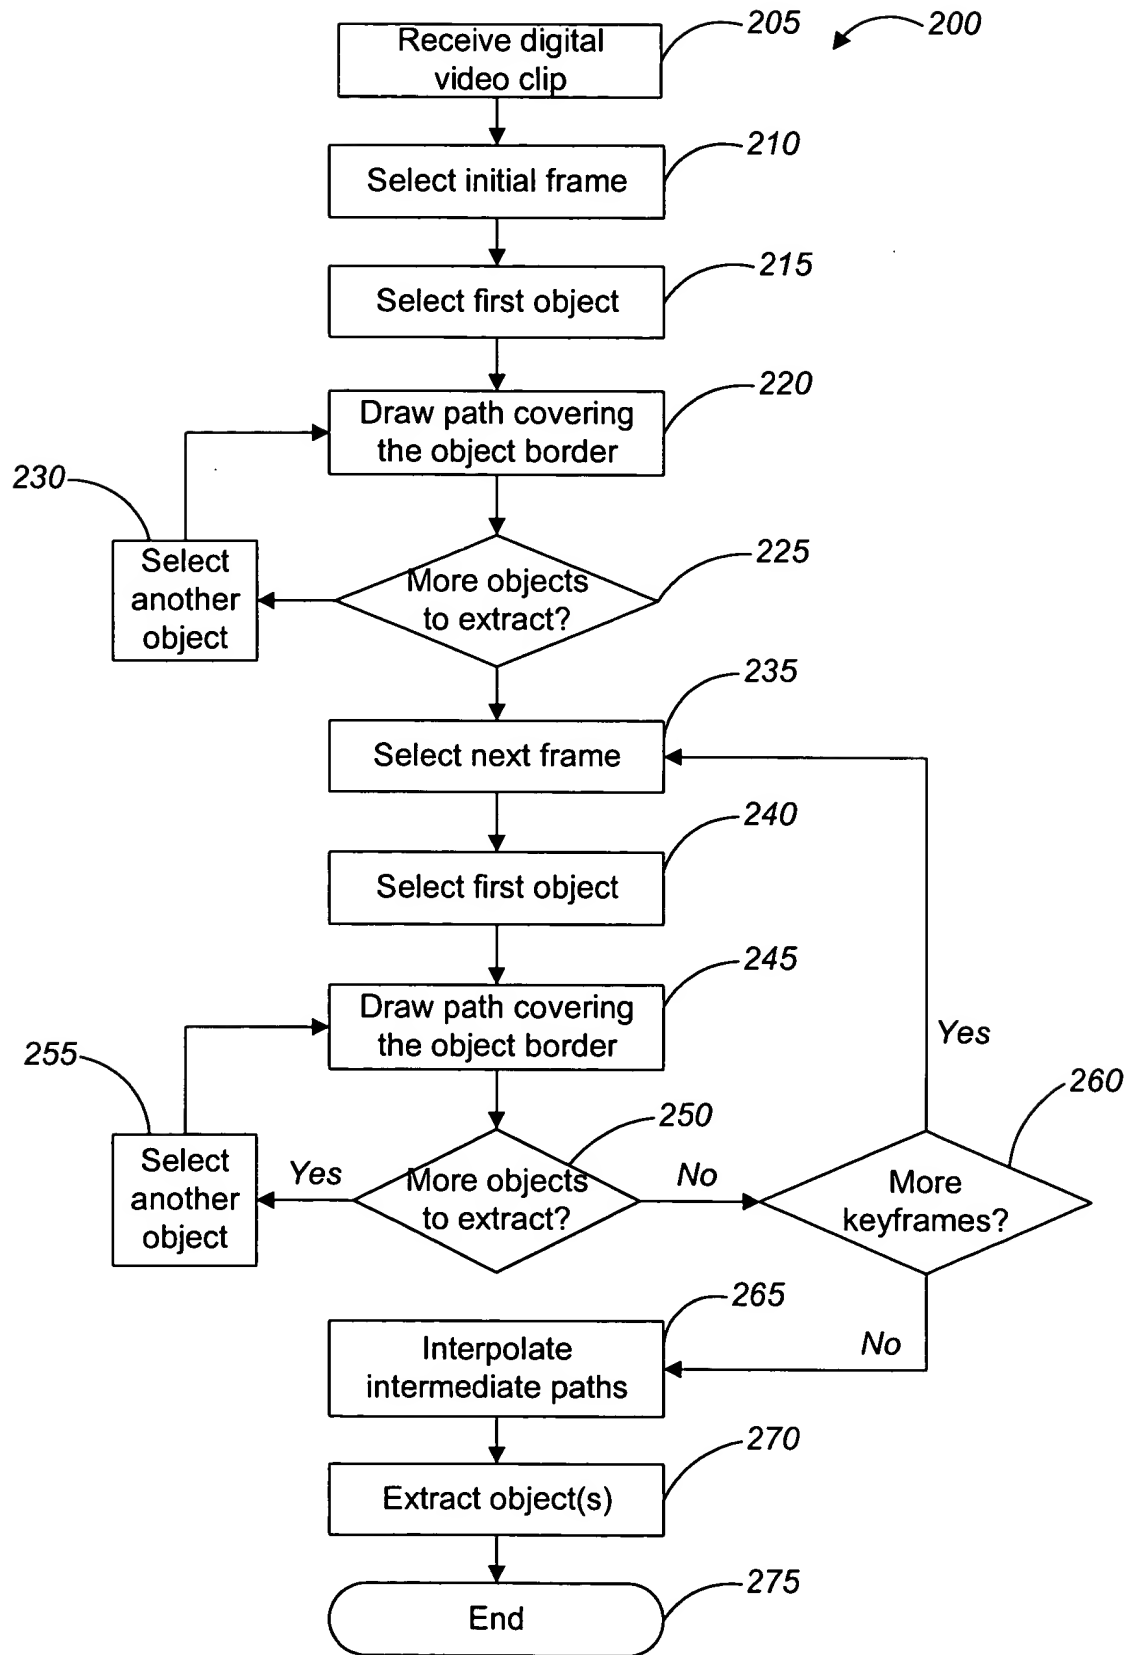 Receive digital
video clip
205
200
Select initial frame
210
Select first object
215
Draw path covering
the object border
220
230
Select
another
object
More objects
to extract?
225
Select next frame
235
Select first object
240
Draw path covering
the object border
245
255
Select
another
object
Yes
More objects
to extract?
250
No
More
keyframes?
260
Yes
No
Interpolate
intermediate paths
265
Extract object(s)
270
End
275